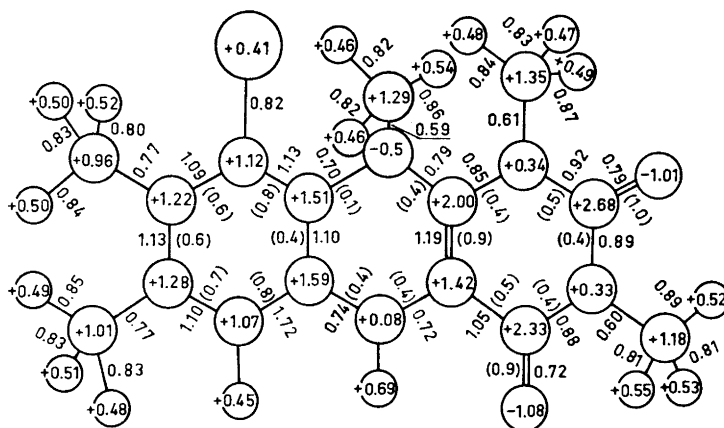 +0.41
+0.46 0.82 +0.48 0.83 +0.47
+0.54 0.84 +1.35 +0.49
+0.50 +0.52 0.82 +1.29 0.86 0.87
0.83 0.80 0.82 +0.46 0.59 0.61
+0.96 0.77 1.09 +1.12 1.13 0.70 -0.5 0.79 0.85 +0.34 0.92 0.79 -1.01
+0.50 0.84 +1.22 (0.6) (0.8) +1.51 (0.1) (0.4) +2.00 (0.4) (0.5) +2.68 (1.0)
1.13 (0.6) (0.4) 1.10 1.19 (0.9) (0.4) 0.89
+0.49 0.85 +1.28 (0.7) (0.8) +1.59 (0.4) (0.4) +1.42 (0.5) (0.4) +0.33 0.89 +0.52
+1.01 0.77 1.10 +1.07 1.72 0.74 +0.08 0.72 1.05 +2.33 0.88 0.60 +1.18
+0.51 0.83 0.83 (0.9) 0.72 0.81 0.81
+0.48 +0.45 +0.69 +0.55 +0.53
-1.08